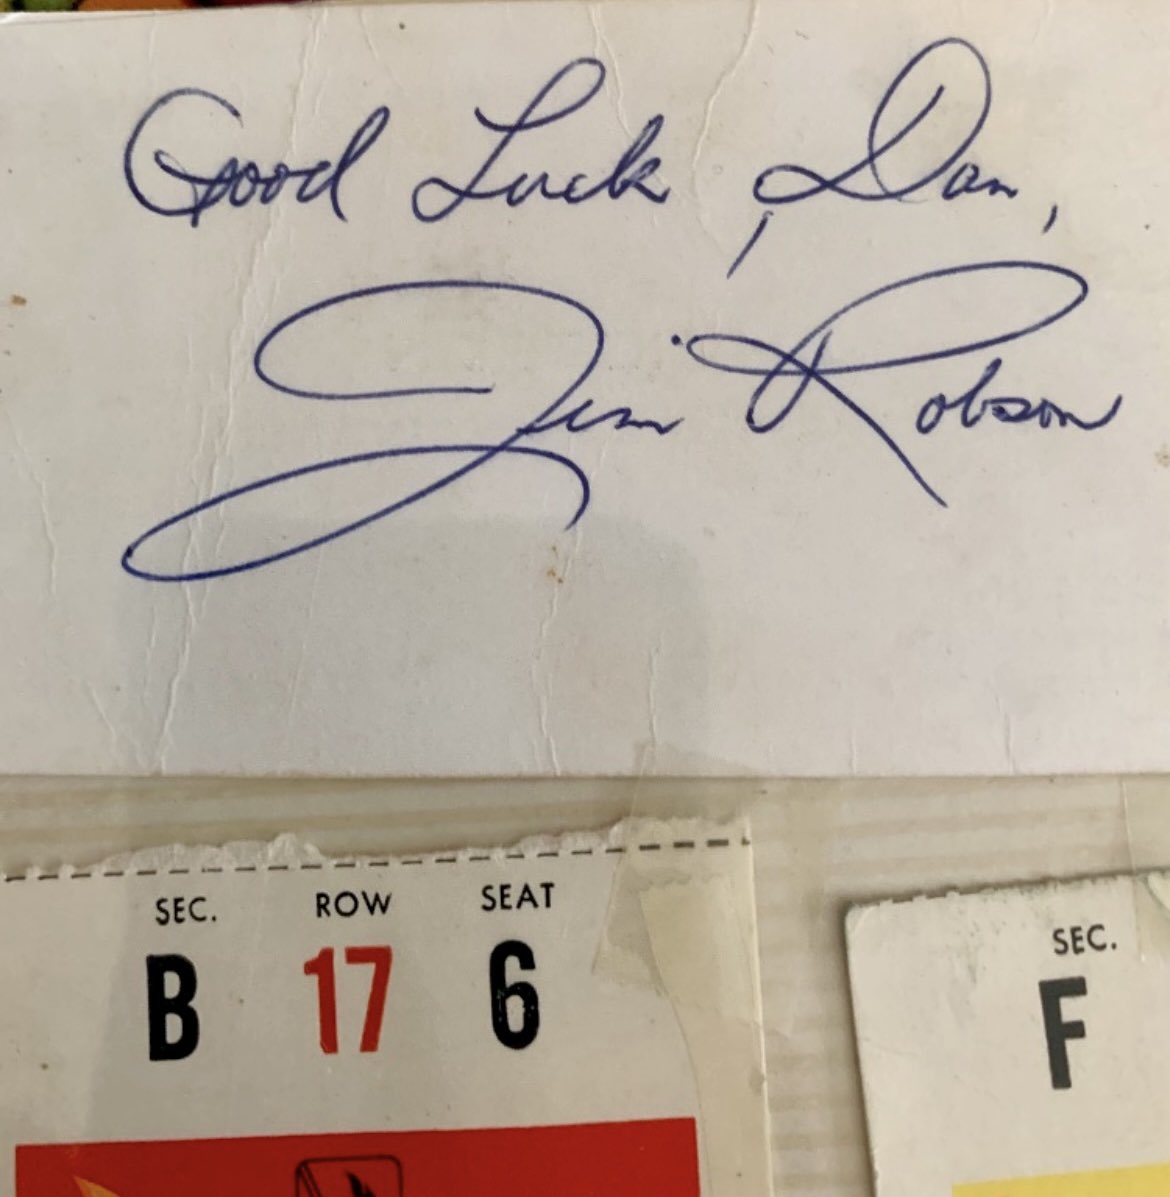 Good Luck, Dan,
Jim Robson
SEC. ROW SEAT
B 17 6
SEC.
F